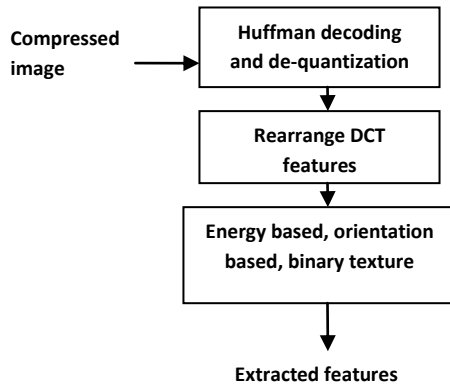 Compressed
image
Huffman decoding
and de-quantization
Rearrange DCT
features
Energy based, orientation
based, binary texture
Extracted features